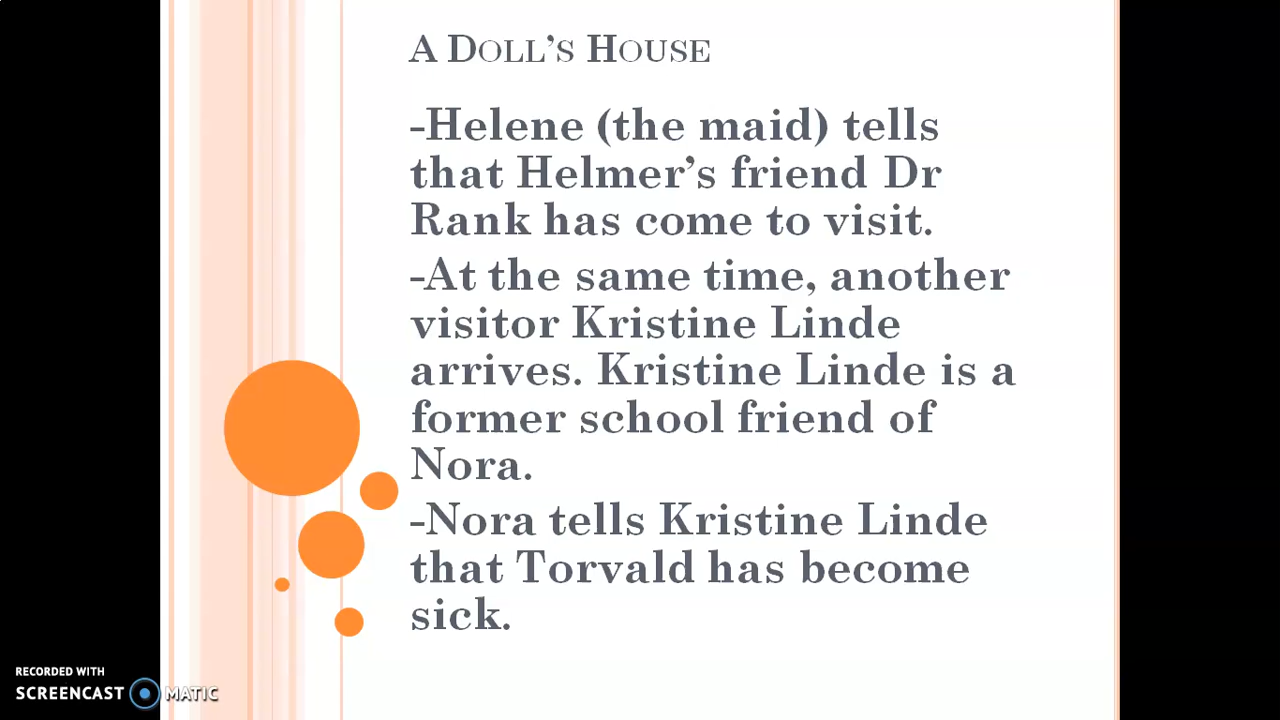 A Doll’s House
-Helene (the maid) tells
that Helmer’s friend Dr
Rank has come to visit.
-At the same time, another
visitor Kristine Linde
arrives. Kristine Linde is a
former school friend of
Nora.
-Nora tells Kristine Linde
that Torvald has become
sick.
RECORDED WITH
SCREENCAST MATIC